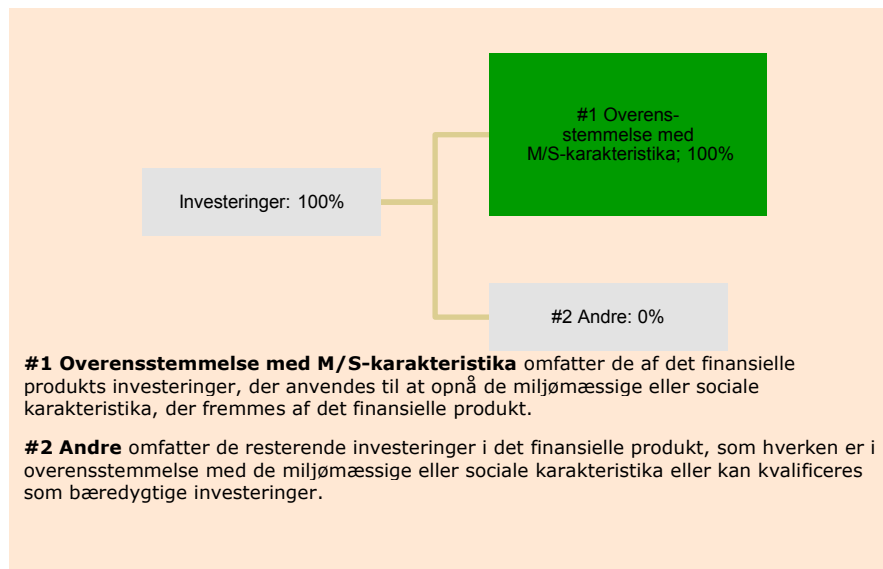 #1 Overens-
stemmelse med
M/S-karakteristika; 100%
Investeringer: 100%
#2 Andre: 0%
#1 Overensstemmelse med M/S-karakteristika omfatter de af det finansielle
produkts investeringer, der anvendes til at opnå de miljømæssige eller sociale
karakteristika, der fremmes af det finansielle produkt.
#2 Andre omfatter de resterende investeringer i det finansielle produkt, som hverken er i
overensstemmelse med de miljømæssige eller sociale karakteristika eller kan kvalificeres
som bæredygtige investeringer.